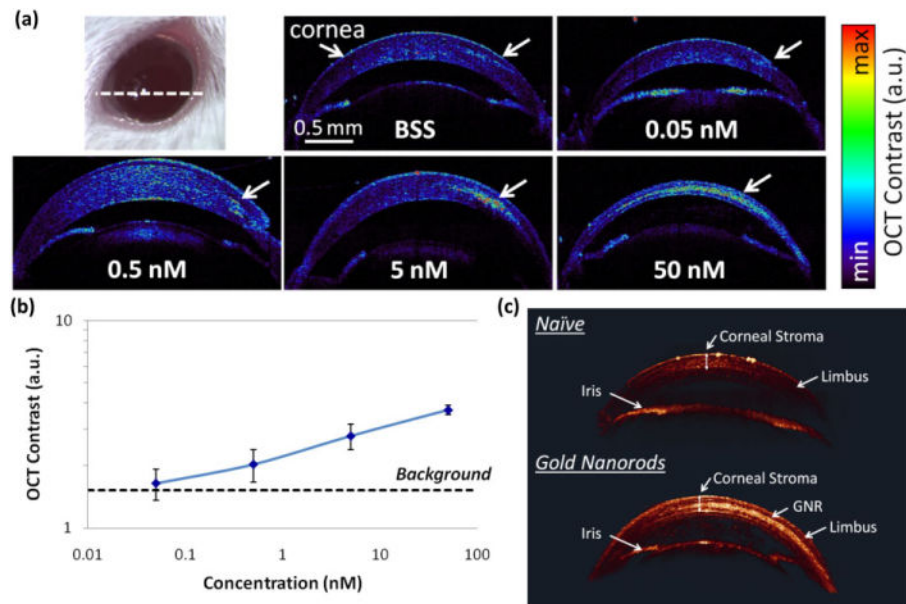 (a)
cornea
0.5 mm
BSS
0.05 nM
0.5 nM
5 nM
50 nM
max
min
OCT Contrast (a.u.)
(b)
10
1
OCT Contrast (a.u.)
Background
0.01
0.1
1
10
100
Concentration (nM)
(c)
Naïve
Corneal Stroma
Iris
Limbus
Gold Nanorods
Corneal Stroma
GNR
Limbus
Iris